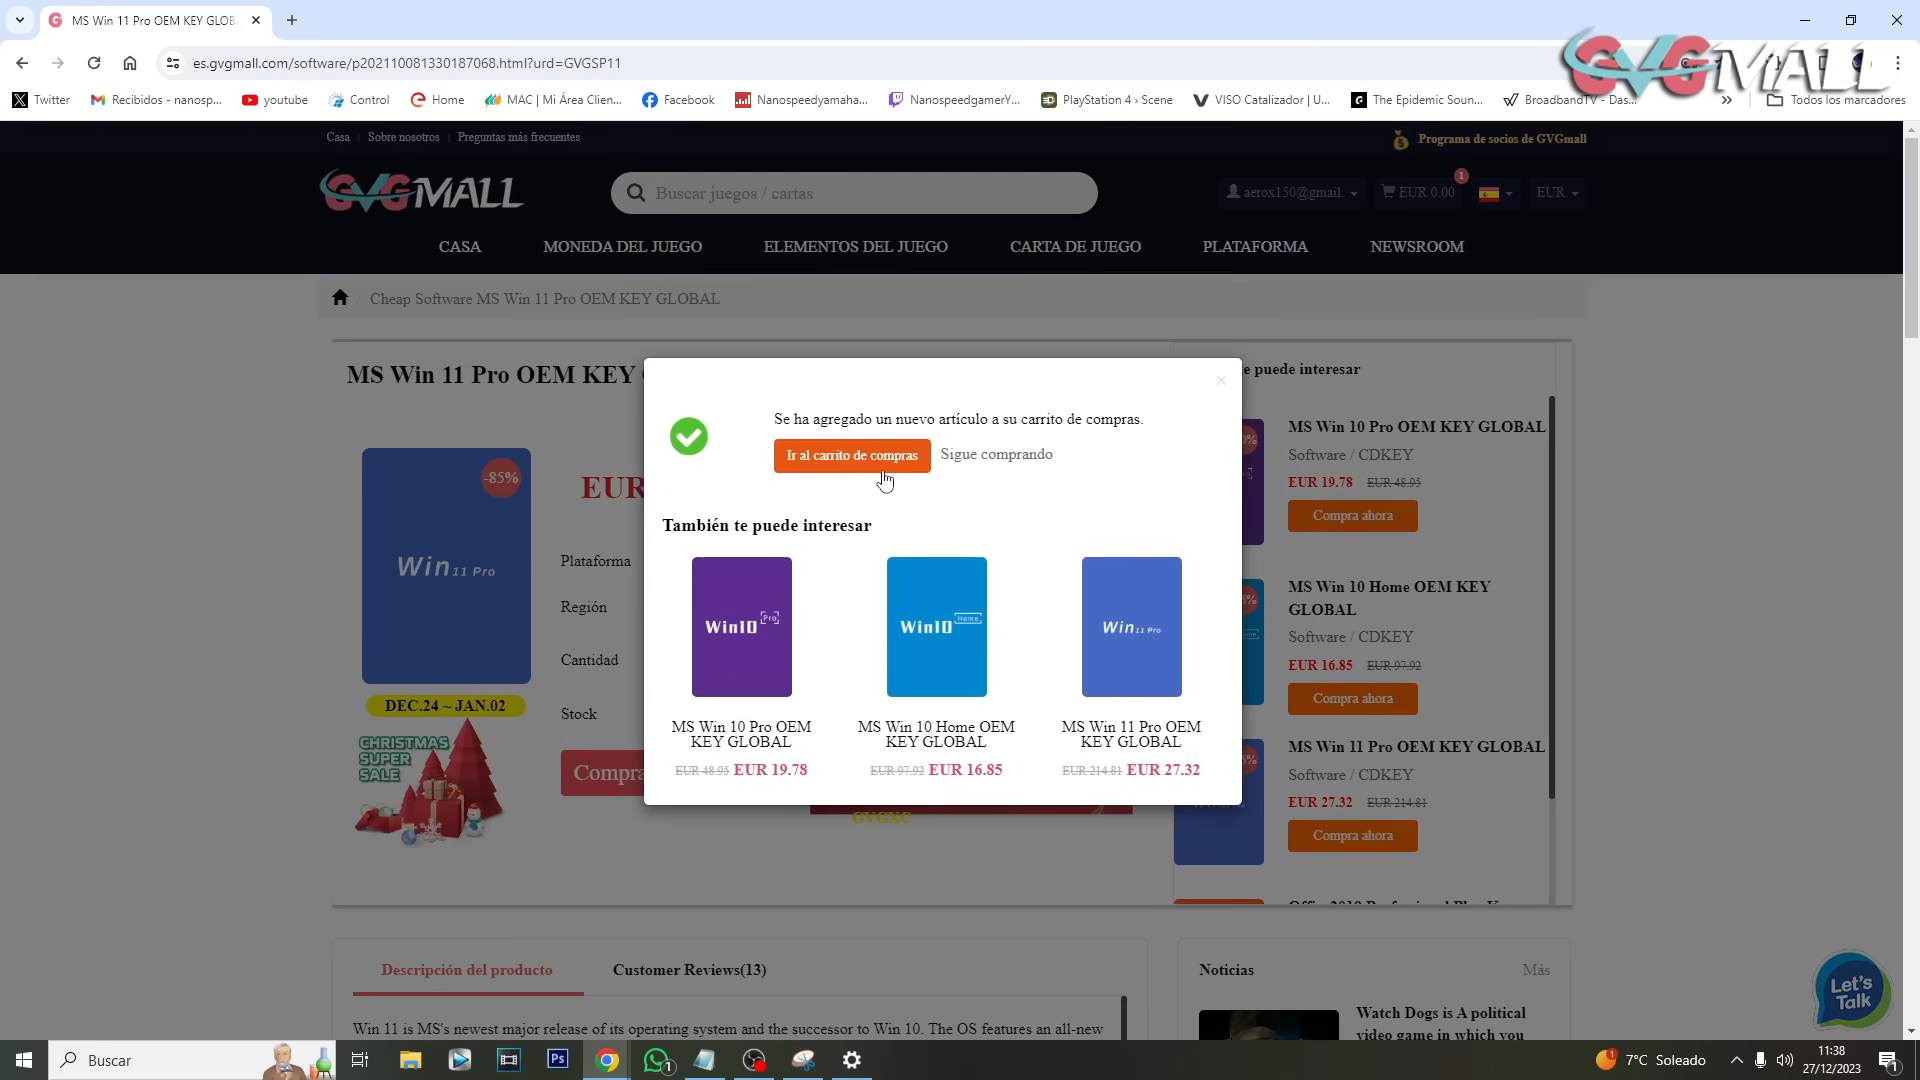 MS Win 11 Pro OEM KEY GLOBA
es.gvgmall.com/software/p202110081330187068.html?urd=GVGSP11
GVGMALL
Twitter
Recibidos - nanosp...
youtube
Control
Home
MAC | Mi Área Clien...
Facebook
Nanospeedyamaha...
NanospeedgamerY...
PlayStation 4 › Scene
VISO Catalizador | U...
The Epidemic Soun...
BroadbandTV - Das...
Todos los marcadores
Casa | Sobre nosotros | Preguntas más frecuentes
Programa de socios de GVGmall
GVGMALL
Buscar juegos / cartas
aerox150@gmail.
EUR 0.00
1
EUR
CASA
MONEDA DEL JUEGO
ELEMENTOS DEL JUEGO
CARTA DE JUEGO
PLATAFORMA
NEWSROOM
/ Cheap Software MS Win 11 Pro OEM KEY GLOBAL
MS Win 11 Pro OEM KEY
-85%
Win 11 Pro
EUR
Plataforma
Región
Cantidad
Stock
DEC.24 ~ JAN.02
CHRISTMAS
SUPER
SALE
Compra
GVGXC
×
Se ha agregado un nuevo artículo a su carrito de compras.
Ir al carrito de compras
Sigue comprando
También te puede interesar
Win10 Pro
Win10 Home
Win 11 Pro
MS Win 10 Pro OEM
KEY GLOBAL
EUR 48.95 EUR 19.78
MS Win 10 Home OEM
KEY GLOBAL
EUR 97.92 EUR 16.85
MS Win 11 Pro OEM
KEY GLOBAL
EUR 214.81 EUR 27.32
te puede interesar
MS Win 10 Pro OEM KEY GLOBAL
Software / CDKEY
EUR 19.78 EUR 48.95
Compra ahora
MS Win 10 Home OEM KEY
GLOBAL
Software / CDKEY
EUR 16.85 EUR 97.92
Compra ahora
MS Win 11 Pro OEM KEY GLOBAL
Software / CDKEY
EUR 27.32 EUR 214.81
Compra ahora
Descripción del producto
Customer Reviews(13)
Win 11 is MS's newest major release of its operating system and the successor to Win 10. The OS features an all-new
Noticias
Más
Watch Dogs is A political
video game in which you
Let's
Talk
Buscar
Ps
1
1
7°C Soleado
11:38
27/12/2023
1